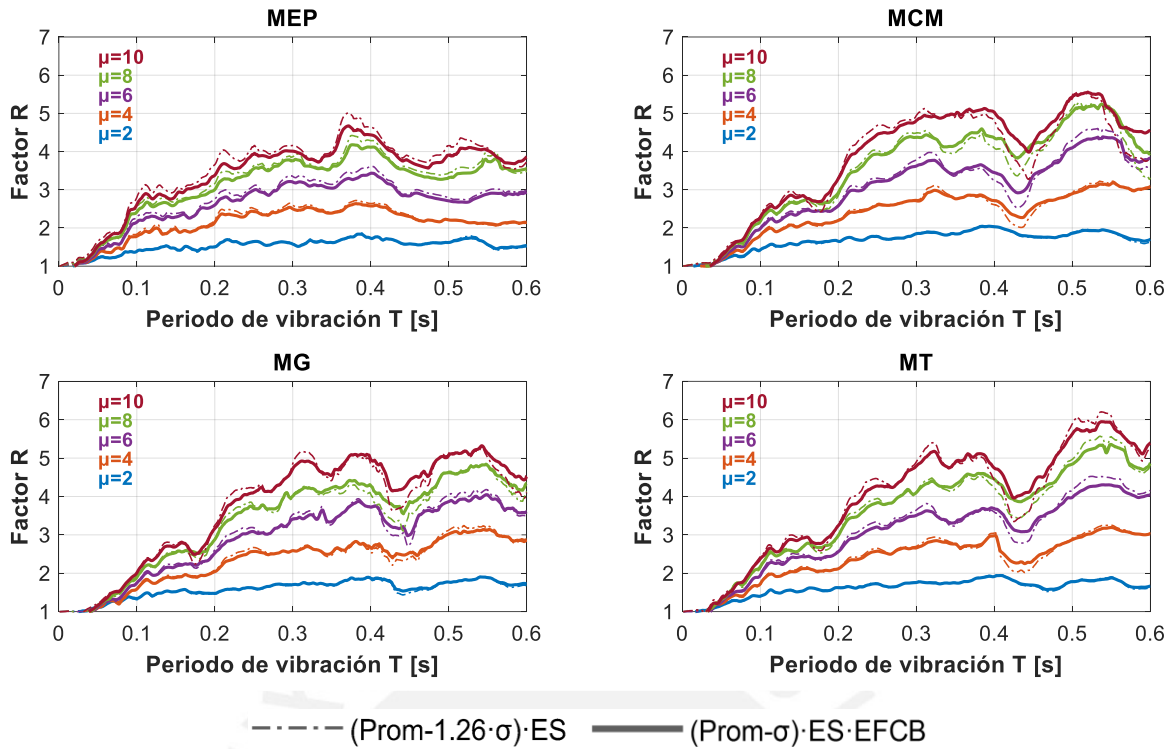 MEP
7
6
5
4
3
2
1
μ=10
μ=8
μ=6
μ=4
μ=2
Factor R
0 0.1 0.2 0.3 0.4 0.5 0.6
Periodo de vibración T [s]
MCM
7
6
5
4
3
2
1
μ=10
μ=8
μ=6
μ=4
μ=2
Factor R
0 0.1 0.2 0.3 0.4 0.5 0.6
Periodo de vibración T [s]
MG
7
6
5
4
3
2
1
μ=10
μ=8
μ=6
μ=4
μ=2
Factor R
0 0.1 0.2 0.3 0.4 0.5 0.6
Periodo de vibración T [s]
MT
7
6
5
4
3
2
1
μ=10
μ=8
μ=6
μ=4
μ=2
Factor R
0 0.1 0.2 0.3 0.4 0.5 0.6
Periodo de vibración T [s]
(Prom-1.26·σ)·ES (Prom-σ)·ES·EFCB